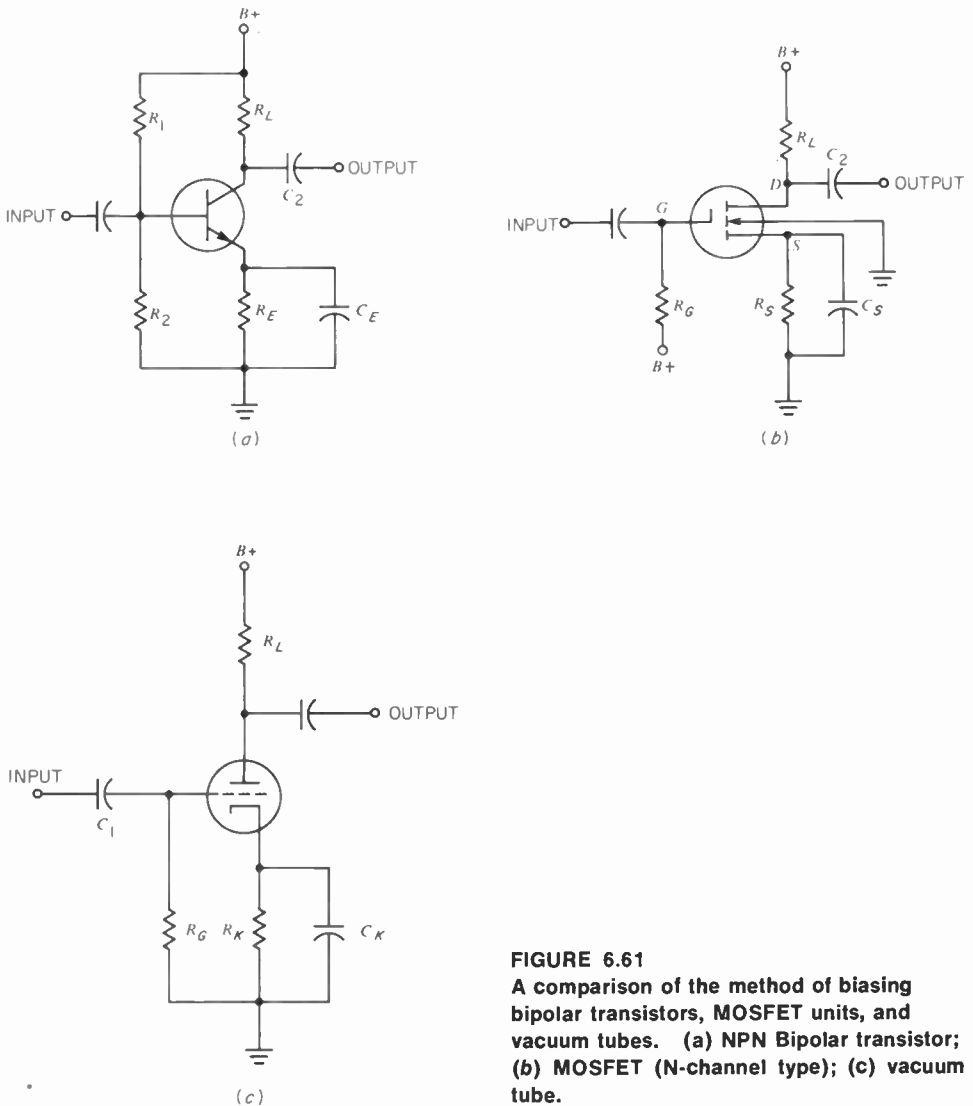 B+
R1
RL
OUTPUT
C2
INPUT
R2
RE
CE
(a)
B+
RL
C2
D
OUTPUT
G
INPUT
S
RG
RS
CS
B+
(b)
B+
RL
OUTPUT
INPUT
C1
RG
RK
CK
(c)
FIGURE 6.61
A comparison of the method of biasing
bipolar transistors, MOSFET units, and
vacuum tubes. (a) NPN Bipolar transistor;
(b) MOSFET (N-channel type); (c) vacuum
tube.